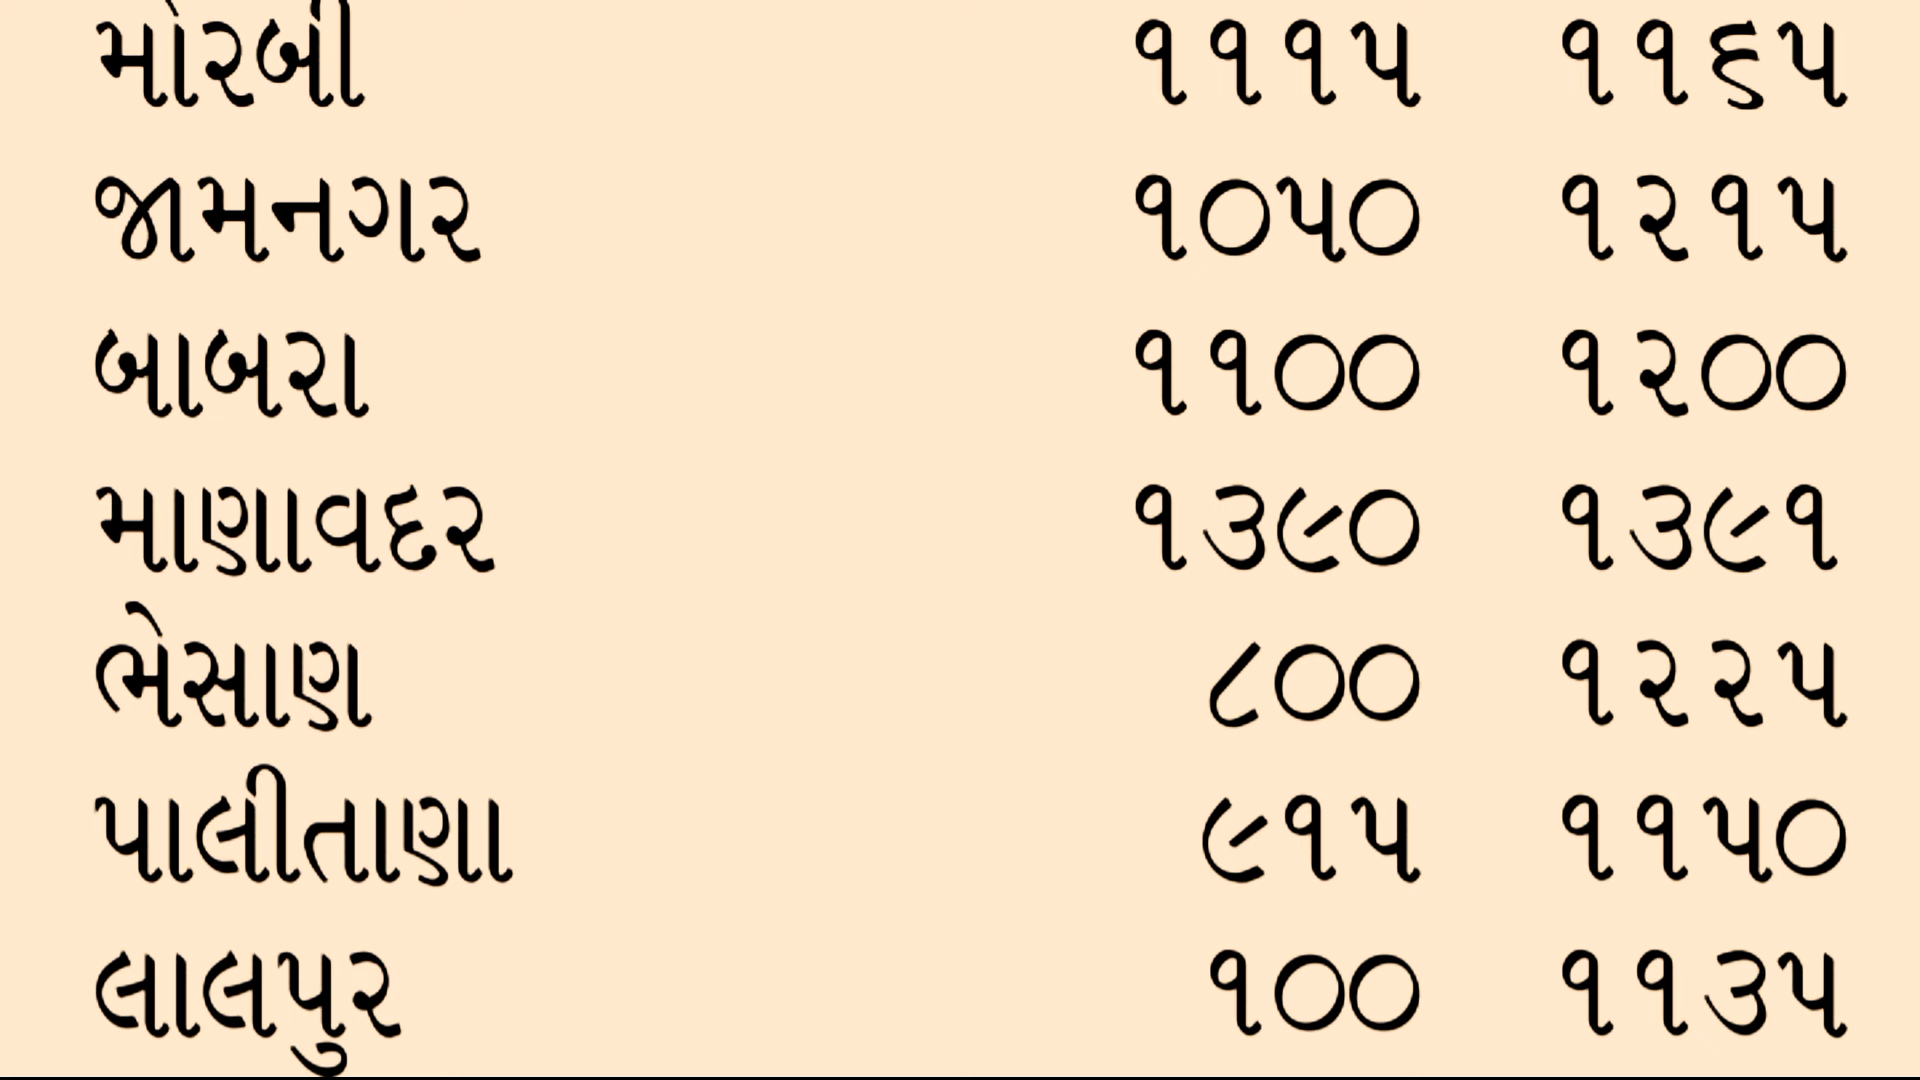 મોરબી ૧૧૧૫ ૧૧૬૫
જામનગર ૧૦૫૦ ૧૨૧૫
બાબરા ૧૧૦૦ ૧૨૦૦
માણાવદર ૧૩૯૦ ૧૩૯૧
ભેસાણ ૮૦૦ ૧૨૨૫
પાલીતાણા ૯૧૫ ૧૧૫૦
લાલપુર ૧૦૦ ૧૧૩૫